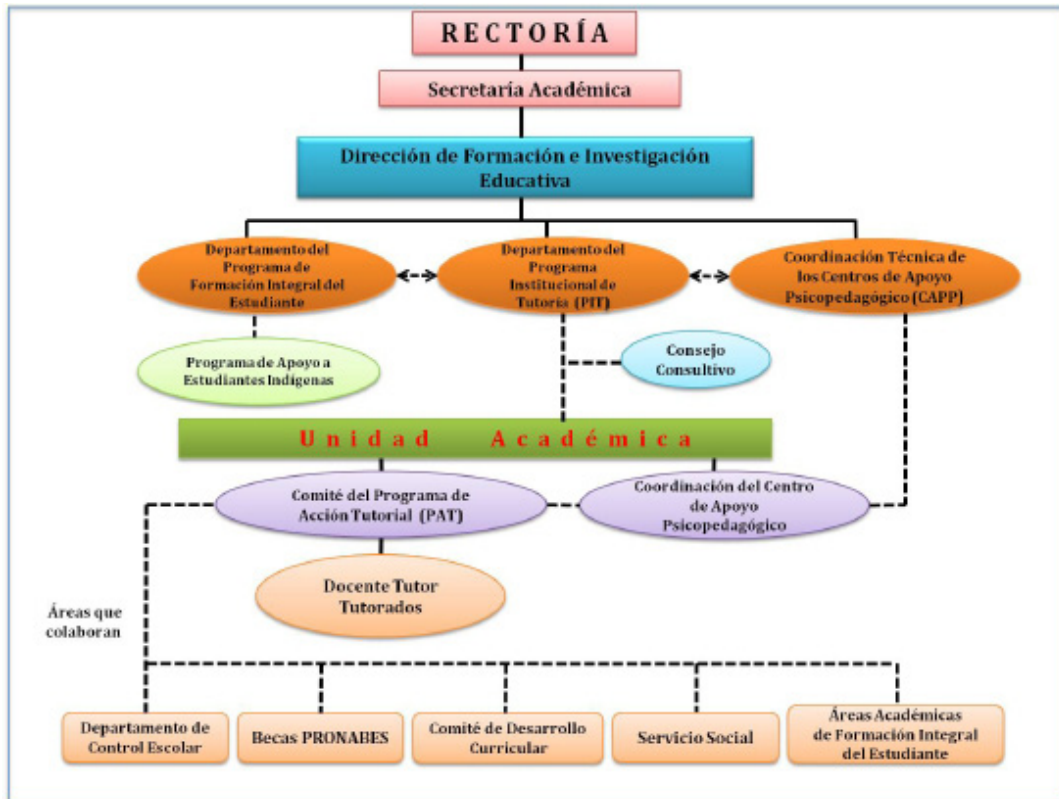 RECTORÍA
Secretaría Académica
Dirección de Formación e Investigación
Educativa
Departamento del
Programa de
Formación Integral del
Estudiante
Departamento del
Programa
Institucional de
Tutoría (PIT)
Coordinación Técnica de
los Centros de Apoyo
Psicopedagógico (CAPP)
Programa de Apoyo a
Estudiantes Indígenas
Consejo
Consultivo
Unidad Académica
Comité del Programa de
Acción Tutorial (PAT)
Coordinación del Centro
de Apoyo
Psicopedagógico
Docente Tutor
Tutorados
Áreas que
colaboran
Departamento de
Control Escolar
Becas PRONABES
Comité de Desarrollo
Curricular
Servicio Social
Áreas Académicas
de Formación Integral
del Estudiante